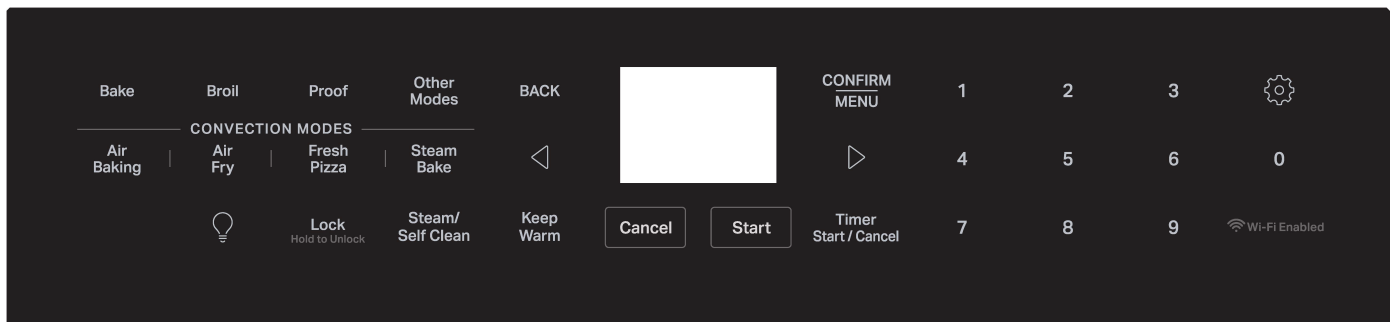 Bake Broil Proof Other Modes BACK CONFIRM MENU 1 2 3
CONVECTION MODES
Air Baking Air Fry Fresh Pizza Steam Bake 4 5 6 0
Lock Hold to Unlock Steam/ Self Clean Keep Warm Cancel Start Timer Start / Cancel 7 8 9 Wi-Fi Enabled